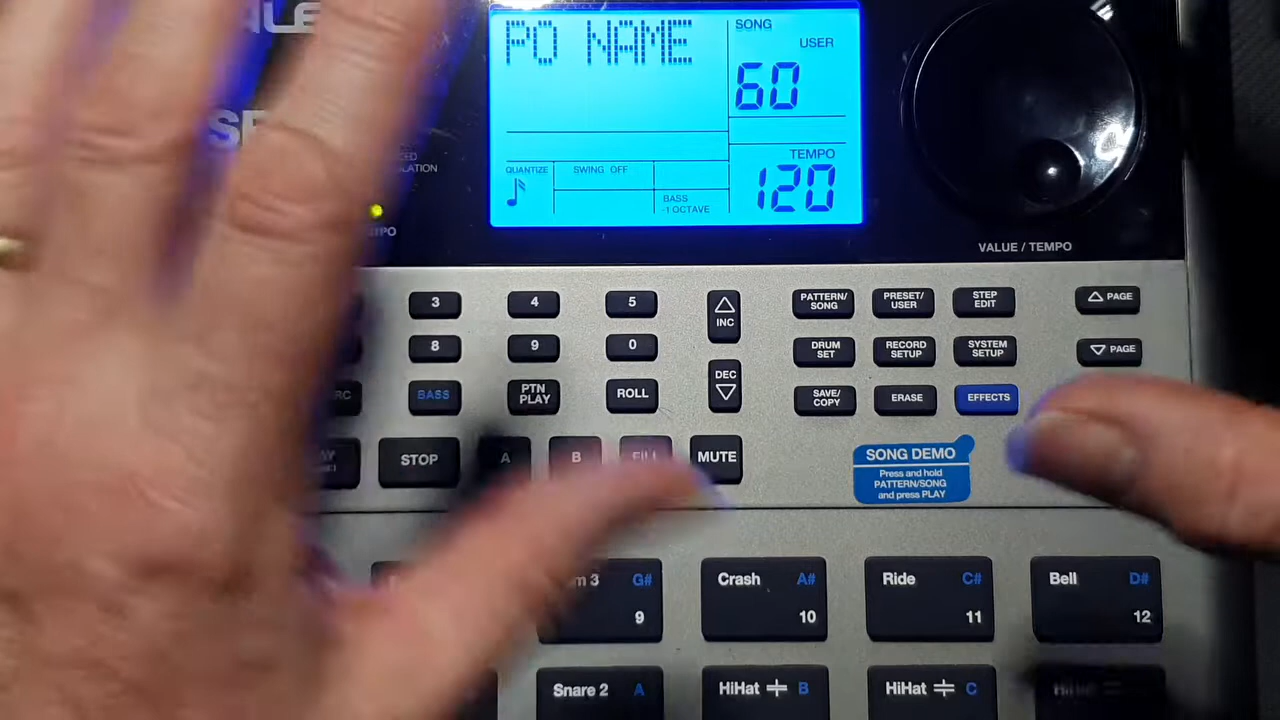 PO NAME
SONG
USER
60
TEMPO
120
QUANTIZE
SWING OFF
BASS
-1 OCTAVE
VALUE / TEMPO
3
4
5
INC
PATTERN/
SONG
PRESET/
USER
STEP
EDIT
PAGE
8
9
0
DEC
DRUM
SET
RECORD
SETUP
SYSTEM
SETUP
PAGE
BASS
PTN
PLAY
ROLL
SAVE/
COPY
ERASE
EFFECTS
STOP
A
B
FILL
MUTE
SONG DEMO
Press and hold
PATTERN/SONG
and press PLAY
3 G#
9
Crash A#
10
Ride C#
11
Bell D#
12
Snare 2 A
HiHat B
HiHat C